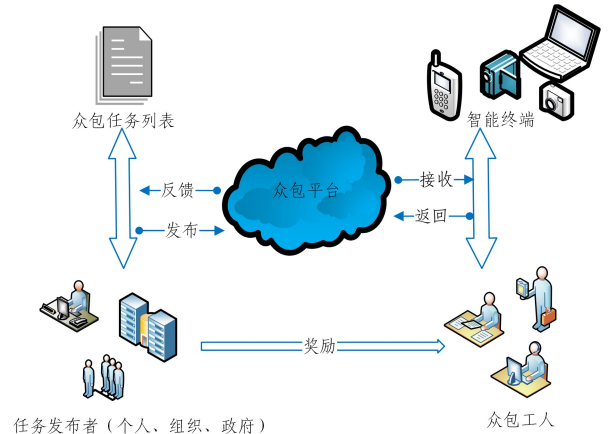 众包任务列表
智能终端
众包平台
反馈
接收
发布
返回
奖励
任务发布者（个人、组织、政府）
众包工人